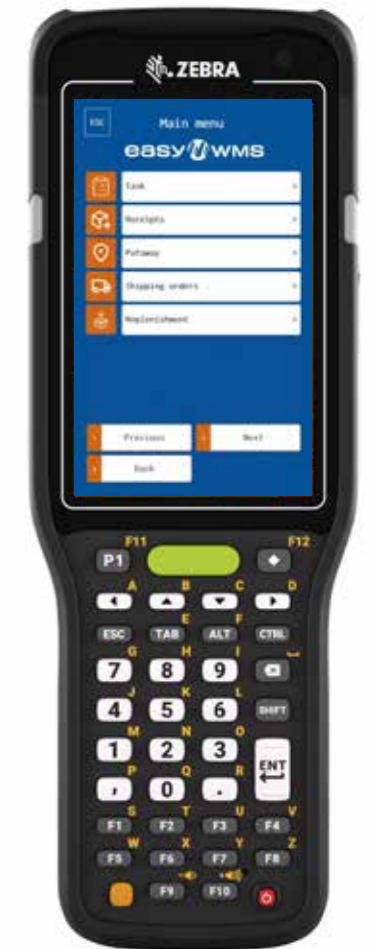 ZEBRA
ESC
Main menu
easy WMS
Task
Receipts
Putaway
Shipping orders
Replenishment
Previous
Next
Back
F11 F12
P1
A B C D
E F
ESC TAB ALT CTRL
G H I
7 8 9
J K L
4 5 6 SHIFT
M N O
1 2 3 ENT
P Q R
, 0 .
S T U V
F1 F2 F3 F4
W X Y Z
F5 F6 F7 F8
F9 F10